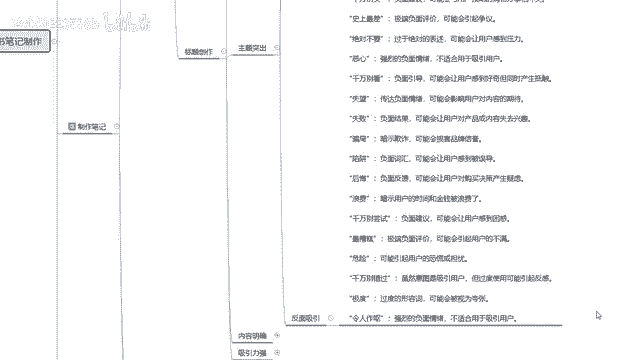 书笔记制作
制作笔记
标题创作
主题突出
反面吸引
内容明确
吸引力强
"史上最差"：极端负面评价，可能会引起争议。
"绝对不要"：过于绝对的表述，可能会让用户感到压力。
"恶心"：强烈的负面情绪，不适合用于吸引用户。
"千万别看"：负面引导，可能会让用户感到好奇但同时产生抵触。
"失望"：传达负面情绪，可能会影响用户对内容的期待。
"失败"：负面结果，可能会让用户对产品或内容失去兴趣。
"骗局"：暗示欺诈，可能会损害品牌信誉。
"陷阱"：负面词汇，可能会让用户感到被误导。
"后悔"：负面反馈，可能会让用户对购买决策产生疑虑。
"浪费"：暗示用户的时间和金钱被浪费了。
"千万别尝试"：负面建议，可能会让用户感到困惑。
"最糟糕"：极端负面评价，可能会引起用户的不满。
"危险"：可能引起用户的恐慌或担忧。
"千万别错过"：虽然意图是吸引用户，但过度使用可能引起反感。
"极度"：过度的形容词，可能会被视为夸张。
"令人作呕"：强烈的负面情绪，不适合用于吸引用户。